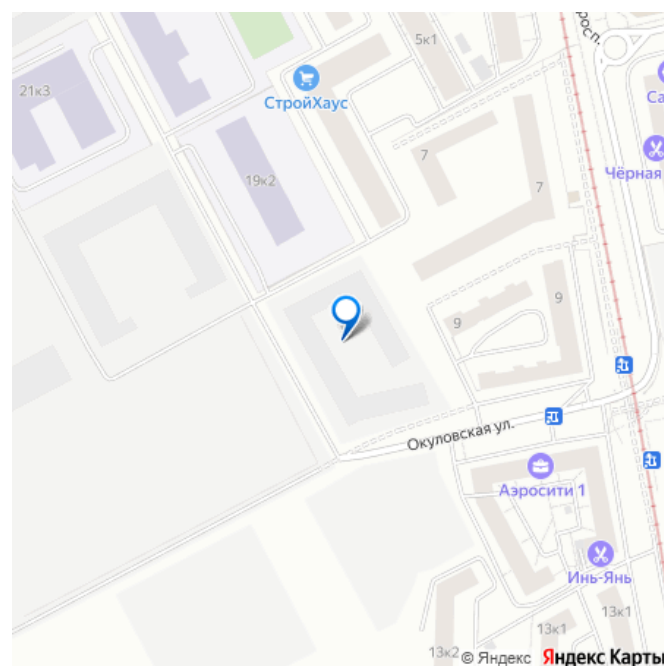 5к1
росп.
21к3
СтройХаус
Са
7
Чёрная
19к2
7
9
9
Окуловская ул.
Аэросити 1
Инь-Янь
13к1
13к1
13к2
© Яндекс Яндекс Карты